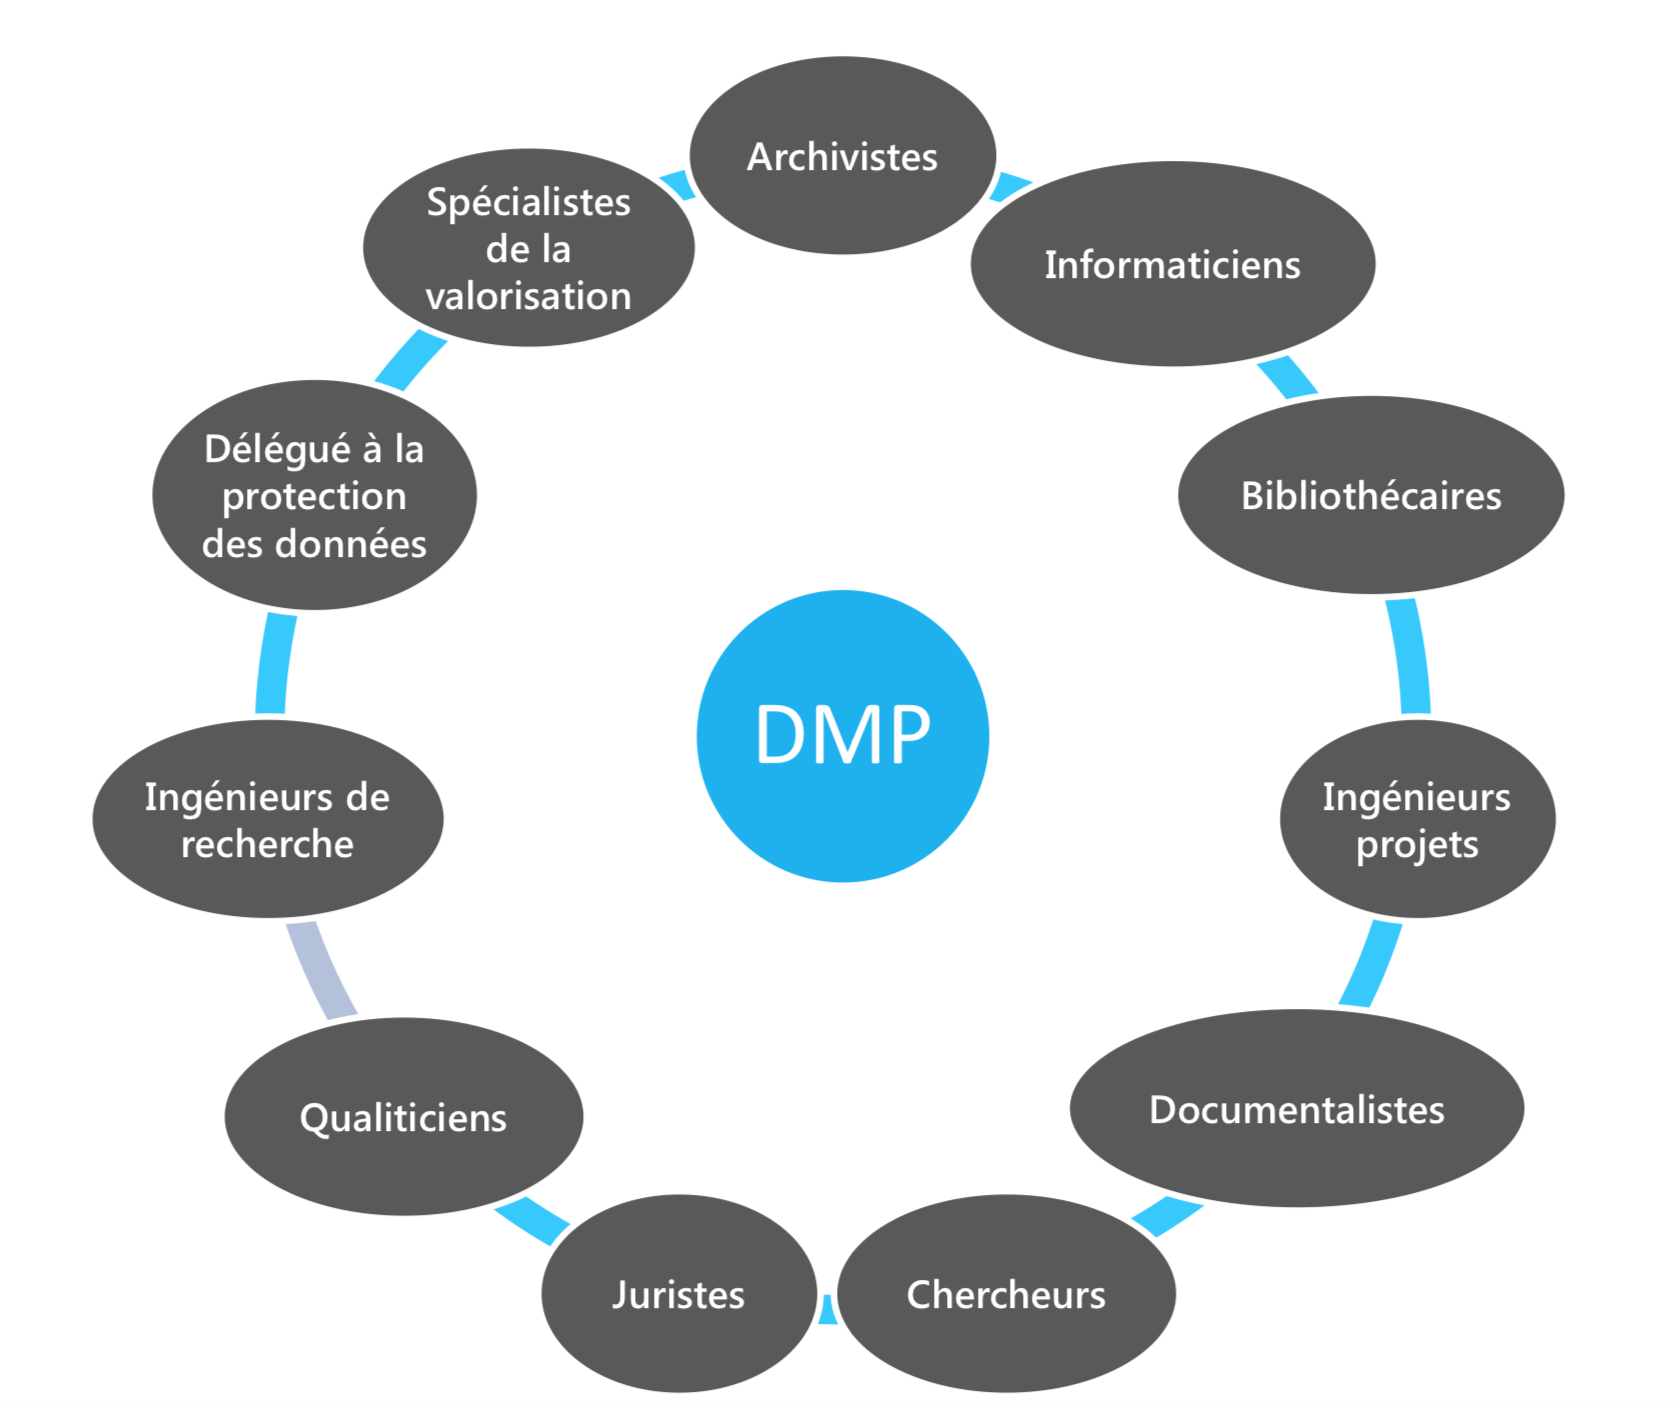 Archivistes
Informaticiens
Bibliothécaires
Ingénieurs
projets
Documentalistes
Chercheurs
Juristes
Qualiticiens
Ingénieurs de
recherche
Délégué à la
protection
des données
Spécialistes
de la
valorisation
DMP